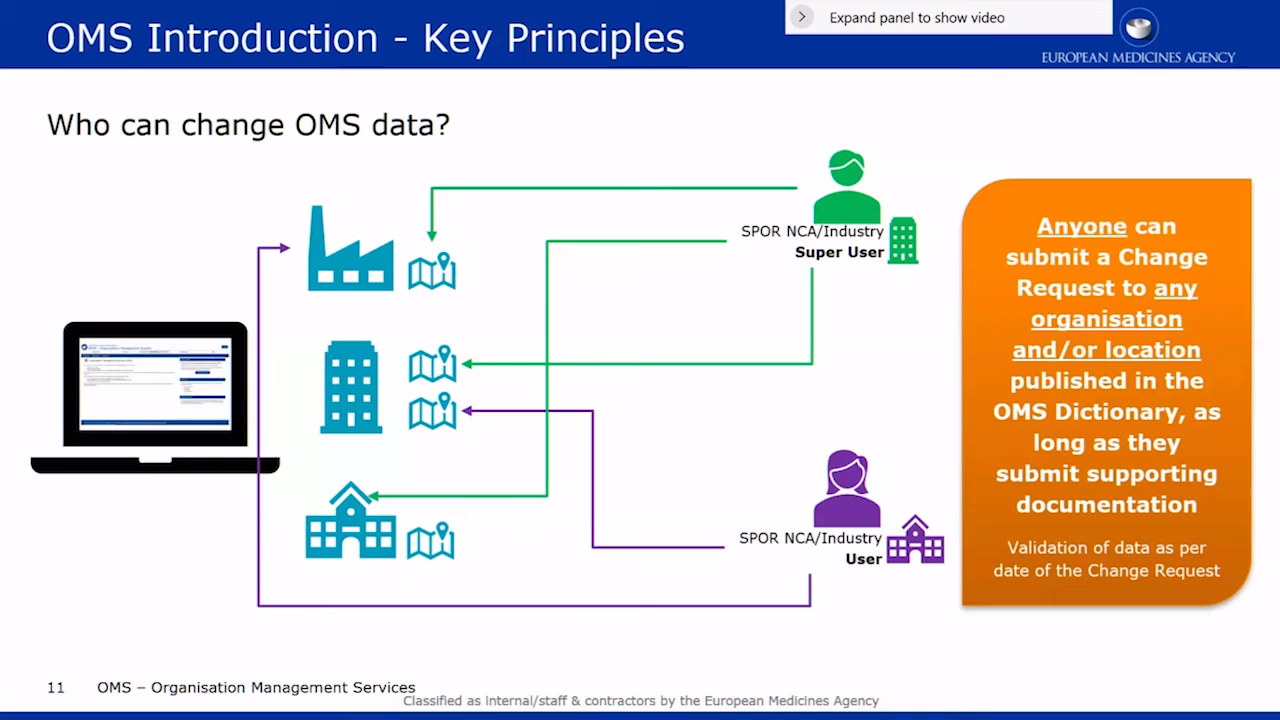 OMS Introduction - Key Principles
Expand panel to show video
EUROPEAN MEDICINES AGENCY
Who can change OMS data?
SPOR NCA/Industry
Super User
SPOR NCA/Industry
User
Anyone can
submit a Change
Request to any
organisation
and/or location
published in the
OMS Dictionary, as
long as they
submit supporting
documentation
Validation of data as per
date of the Change Request
11
OMS – Organisation Management Services
Classified as internal/staff & contractors by the European Medicines Agency